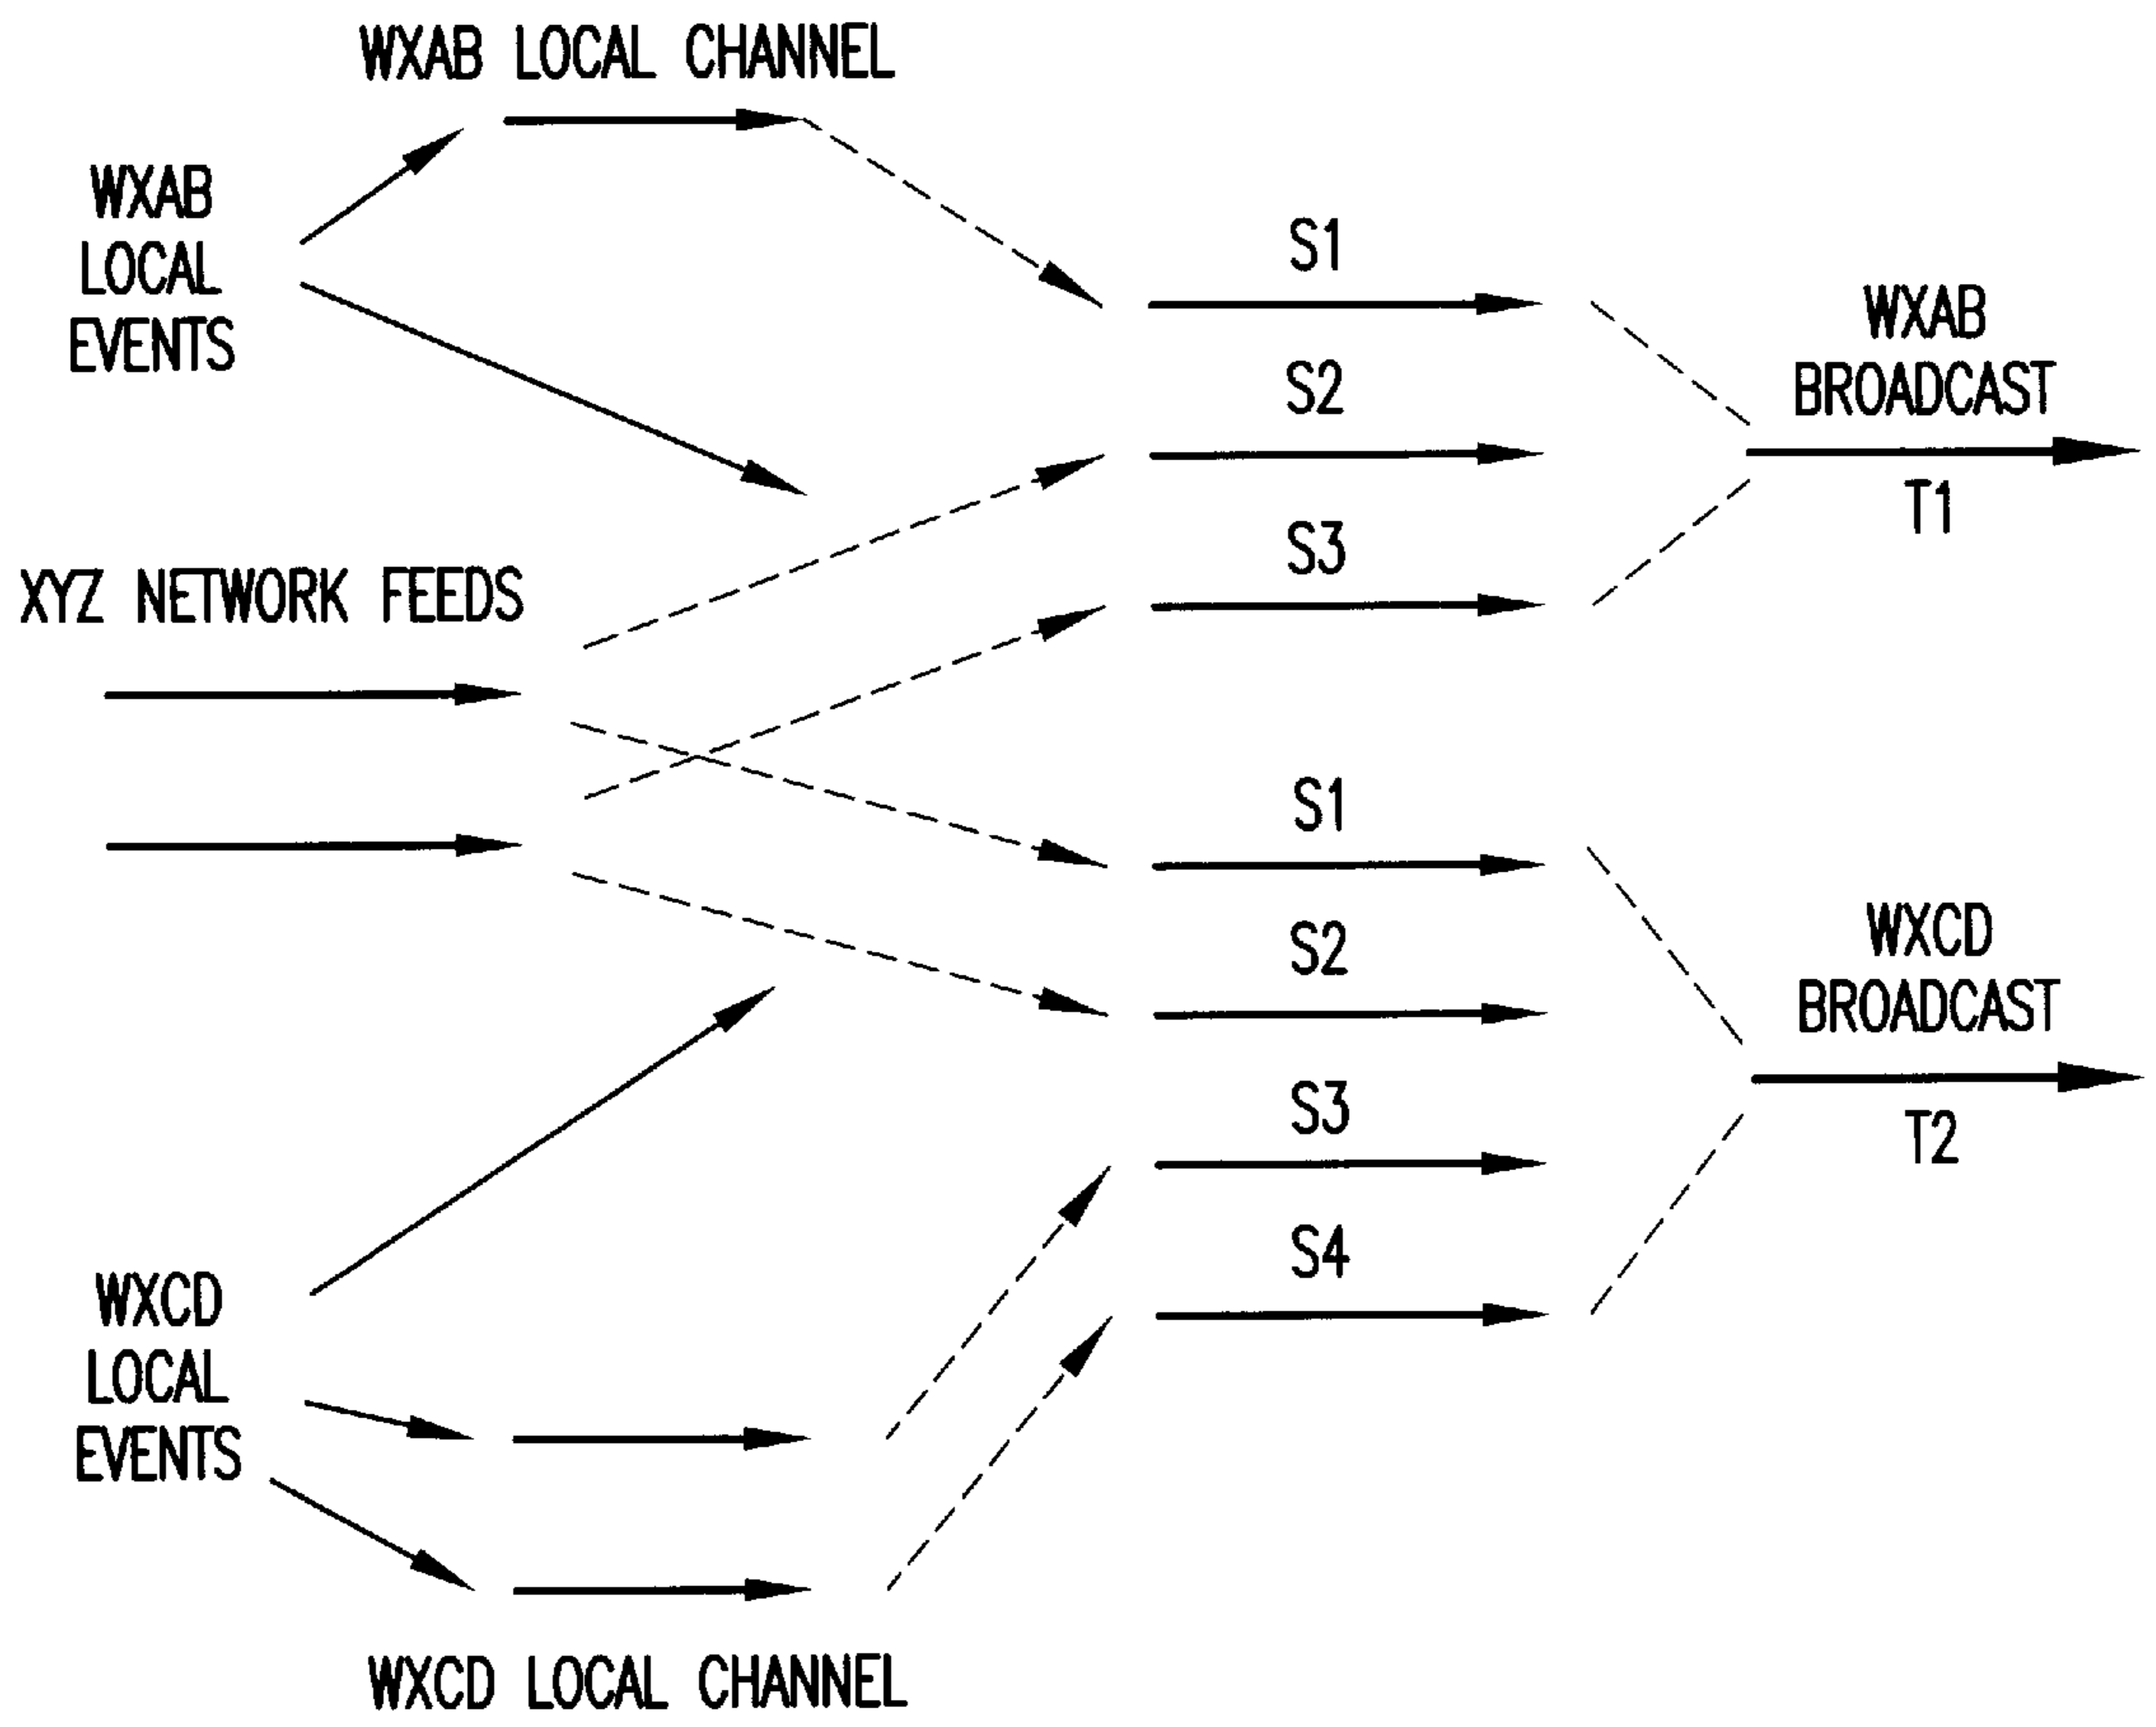 WXAB LOCAL CHANNEL
WXAB
LOCAL
EVENTS
S1
WXAB
BROADCAST
S2
T1
S3
XYZ NETWORK FEEDS
S1
S2
WXCD
BROADCAST
S3
T2
S4
WXCD
LOCAL
EVENTS
WXCD LOCAL CHANNEL